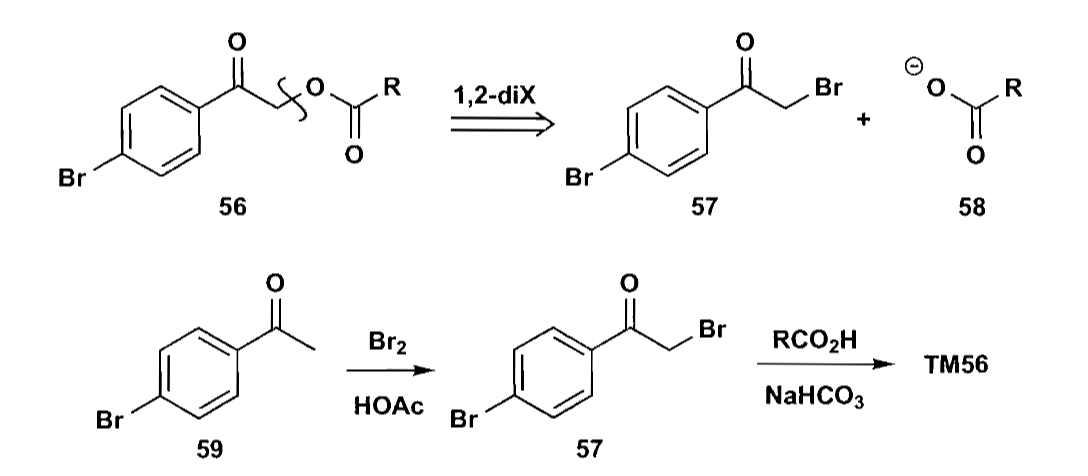 O
O
R
O
Br
56
1,2-diX
O
Br
Br
57
+
⊖
O
R
O
58
O
Br
59
Br₂
HOAc
O
Br
Br
57
RCO₂H
NaHCO₃
TM56